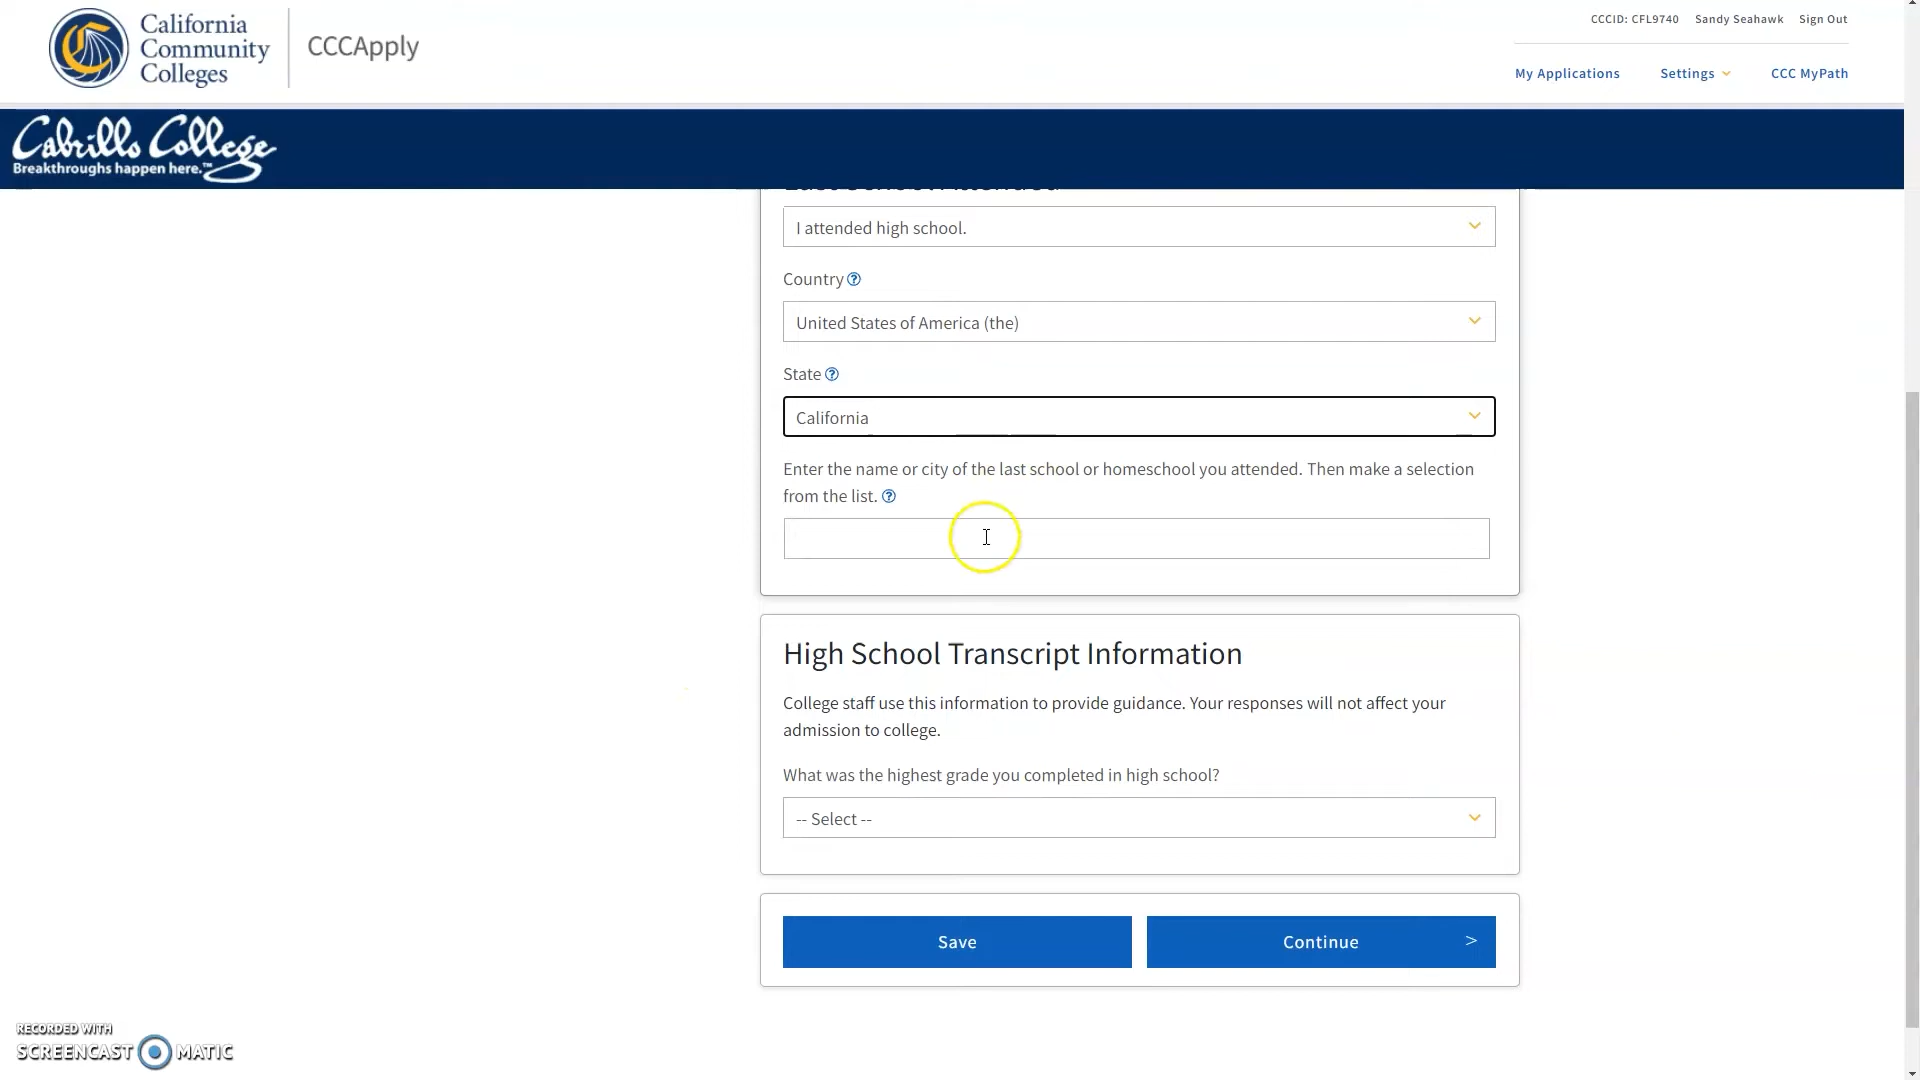 California
Community
Colleges
CCCApply
CCCID: CFL9740 Sandy Seahawk Sign Out
My Applications Settings CCC MyPath
Cabrillo College
Breakthroughs happen here.™
Last School Attended
I attended high school.
Country
United States of America (the)
State
California
Enter the name or city of the last school or homeschool you attended. Then make a selection
from the list.
High School Transcript Information
College staff use this information to provide guidance. Your responses will not affect your
admission to college.
What was the highest grade you completed in high school?
-- Select --
Save
Continue >
RECORDED WITH
SCREENCAST MATIC